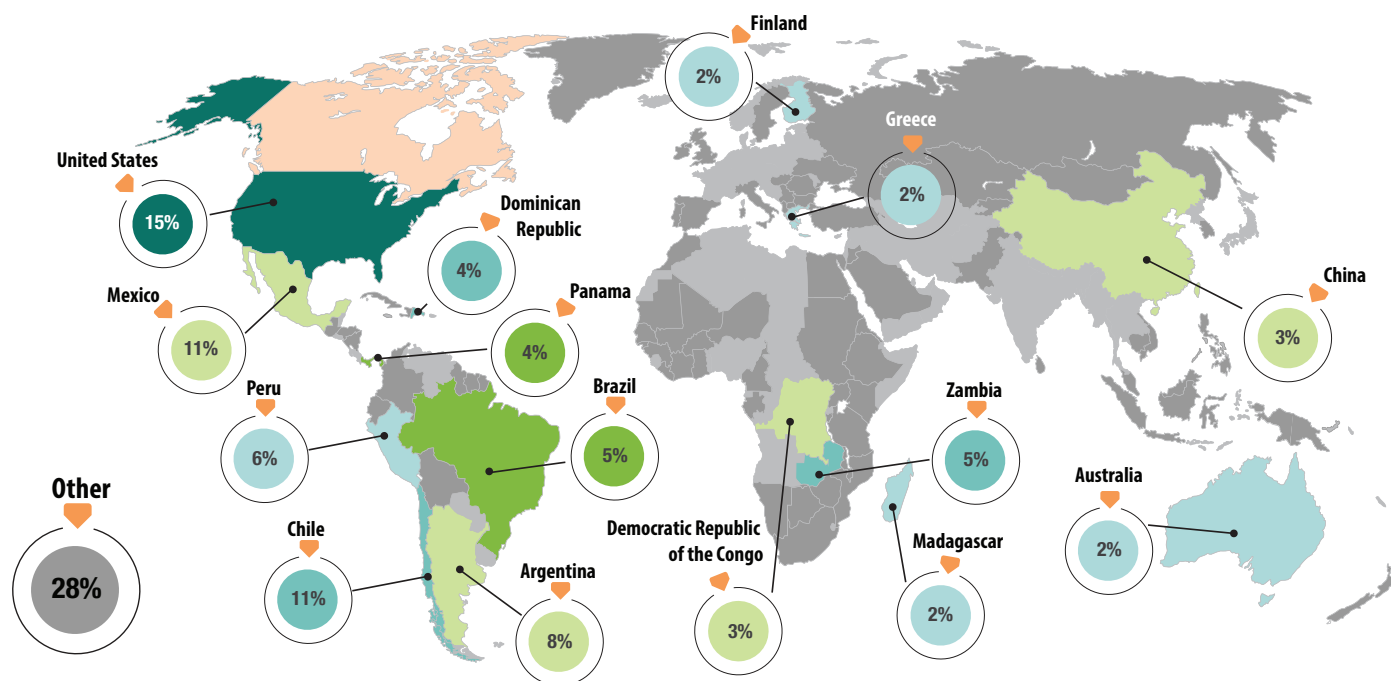 Finland
2%
Greece
2%
United States
15%
Dominican
Republic
4%
Mexico
11%
Panama
4%
China
3%
Peru
6%
Brazil
5%
Zambia
5%
Other
28%
Chile
11%
Argentina
8%
Democratic Republic
of the Congo
3%
Madagascar
2%
Australia
2%